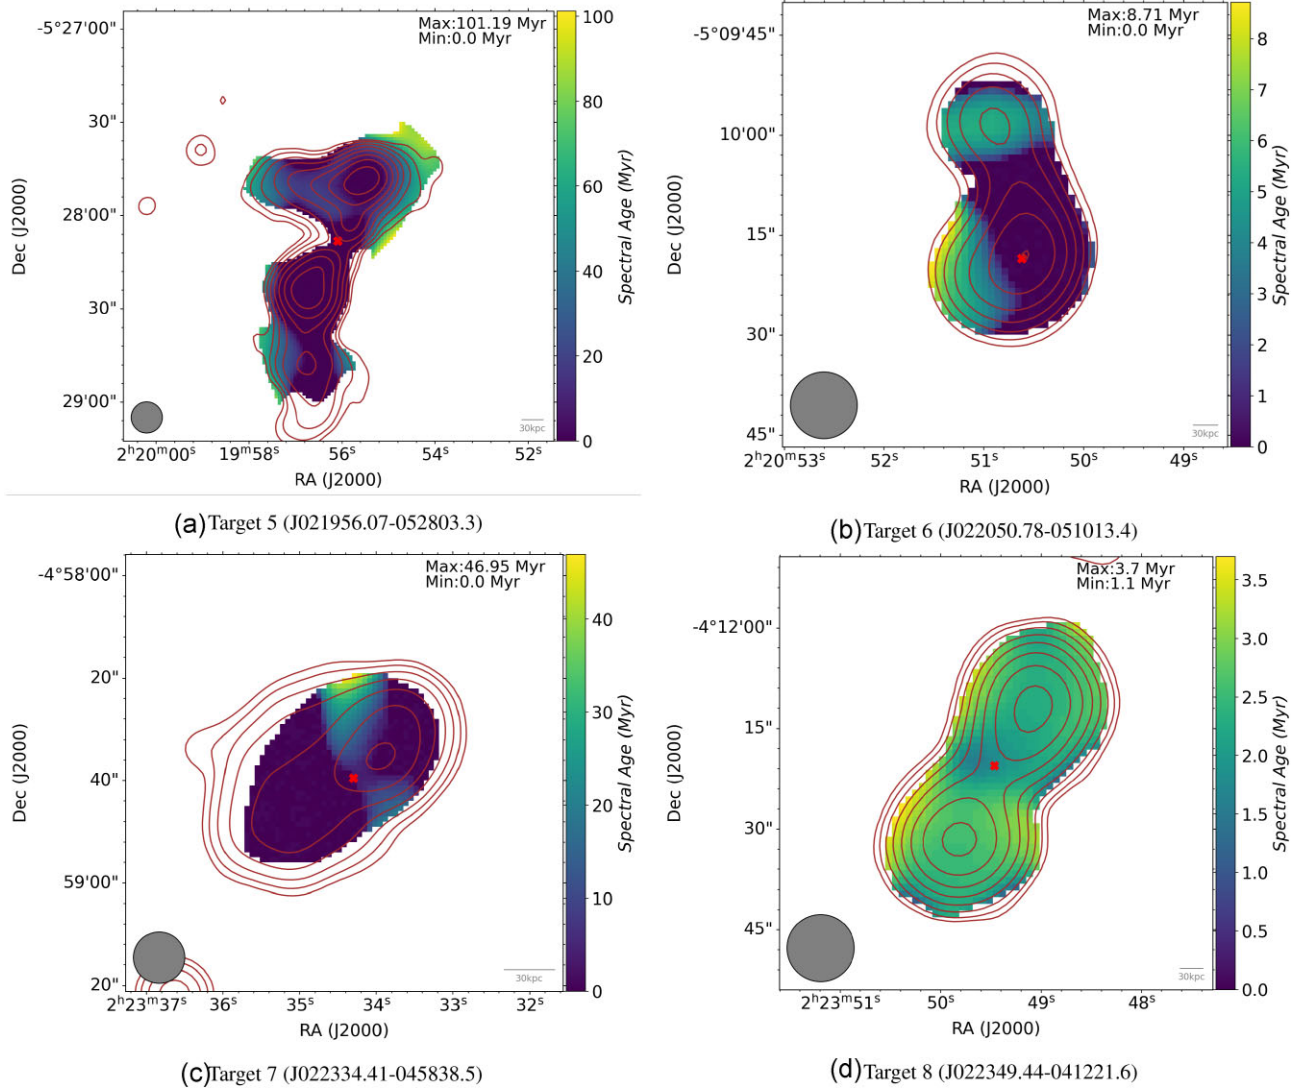 Max:101.19 Myr
Min:0.0 Myr
-5°27'00"
30"
28'00"
30"
29'00"
Dec (J2000)
2h20m00s
19s58s
56s
54s
52s
RA (J2000)
30kpc
100
80
60
40
20
0
Spectral Age (Myr)
(a) Target 5 (J021956.07-052803.3)
Max:8.71 Myr
Min:0.0 Myr
-5°09'45"
10'00"
15"
30"
45"
Dec (J2000)
2h20m53s
52s
51s
50s
49s
RA (J2000)
30kpc
8
7
6
5
4
3
2
1
0
Spectral Age (Myr)
(b) Target 6 (J022050.78-051013.4)
Max:46.95 Myr
Min:0.0 Myr
-4°58'00"
20"
40"
59'00"
20"
Dec (J2000)
2h23m37s
36s
35s
34s
33s
32s
RA (J2000)
30kpc
40
30
20
10
0
Spectral Age (Myr)
(c) Target 7 (J022334.41-045838.5)
Max:3.7 Myr
Min:1.1 Myr
-4°12'00"
15"
30"
45"
Dec (J2000)
2h23m51s
50s
49s
48s
RA (J2000)
30kpc
3.5
3.0
2.5
2.0
1.5
1.0
0.5
0.0
Spectral Age (Myr)
(d) Target 8 (J022349.44-041221.6)